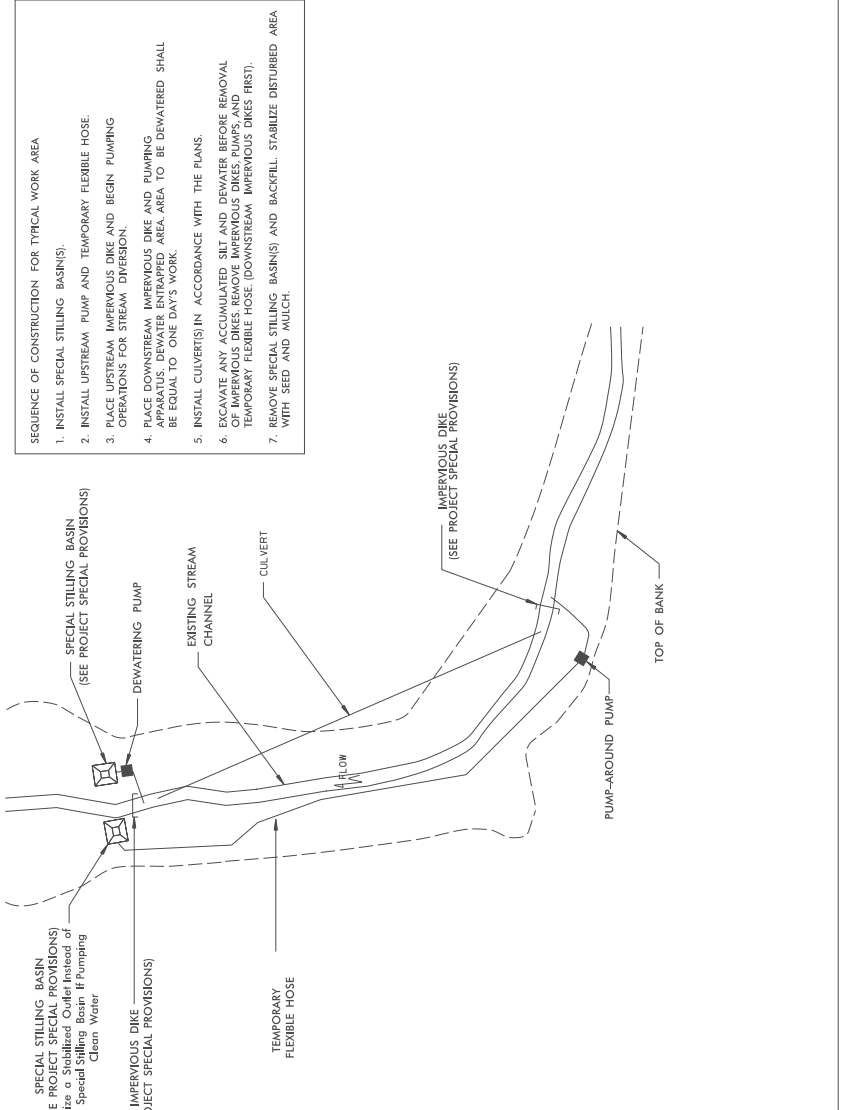 SEQUENCE OF CONSTRUCTION FOR TYPICAL WORK AREA
1. INSTALL SPECIAL STILLING BASIN(S).
2. INSTALL UPSTREAM PUMP AND TEMPORARY FLEXIBLE HOSE.
3. PLACE UPSTREAM IMPERVIOUS DIKE AND BEGIN PUMPING
OPERATIONS FOR STREAM DIVERSION.
4. PLACE DOWNSTREAM IMPERVIOUS DIKE AND PUMPING
APPARATUS. DEWATER ENTRAPPED AREA. AREA TO BE DEWATERED SHALL
BE EQUAL TO ONE DAY'S WORK.
5. INSTALL CULVERT(S) IN ACCORDANCE WITH THE PLANS.
6. EXCAVATE ANY ACCUMULATED SILT AND DEWATER BEFORE REMOVAL
OF IMPERVIOUS DIKES. REMOVE IMPERVIOUS DIKES, PUMPS, AND
TEMPORARY FLEXIBLE HOSE. (DOWNSTREAM IMPERVIOUS DIKES FIRST).
7. REMOVE SPECIAL STILLING BASIN(S) AND BACKFILL. STABILIZE DISTURBED AREA
WITH SEED AND MULCH.
SPECIAL STILLING BASIN
(SEE PROJECT SPECIAL PROVISIONS)
DEWATERING PUMP
EXISTING STREAM
CHANNEL
CULVERT
IMPERVIOUS DIKE
(SEE PROJECT SPECIAL PROVISIONS)
FLOW
TOP OF BANK
PUMP-AROUND PUMP
SPECIAL STILLING BASIN
E PROJECT SPECIAL PROVISIONS)
ize a Stabilized Outlet Instead of
Special Stilling Basin If Pumping
Clean Water
IMPERVIOUS DIKE
OJECT SPECIAL PROVISIONS)
TEMPORARY
FLEXIBLE HOSE